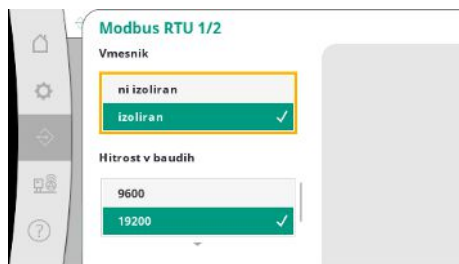 Modbus RTU 1/2
Vmesnik
ni izoliran
izoliran
Hitrost v baudih
9600
19200
?